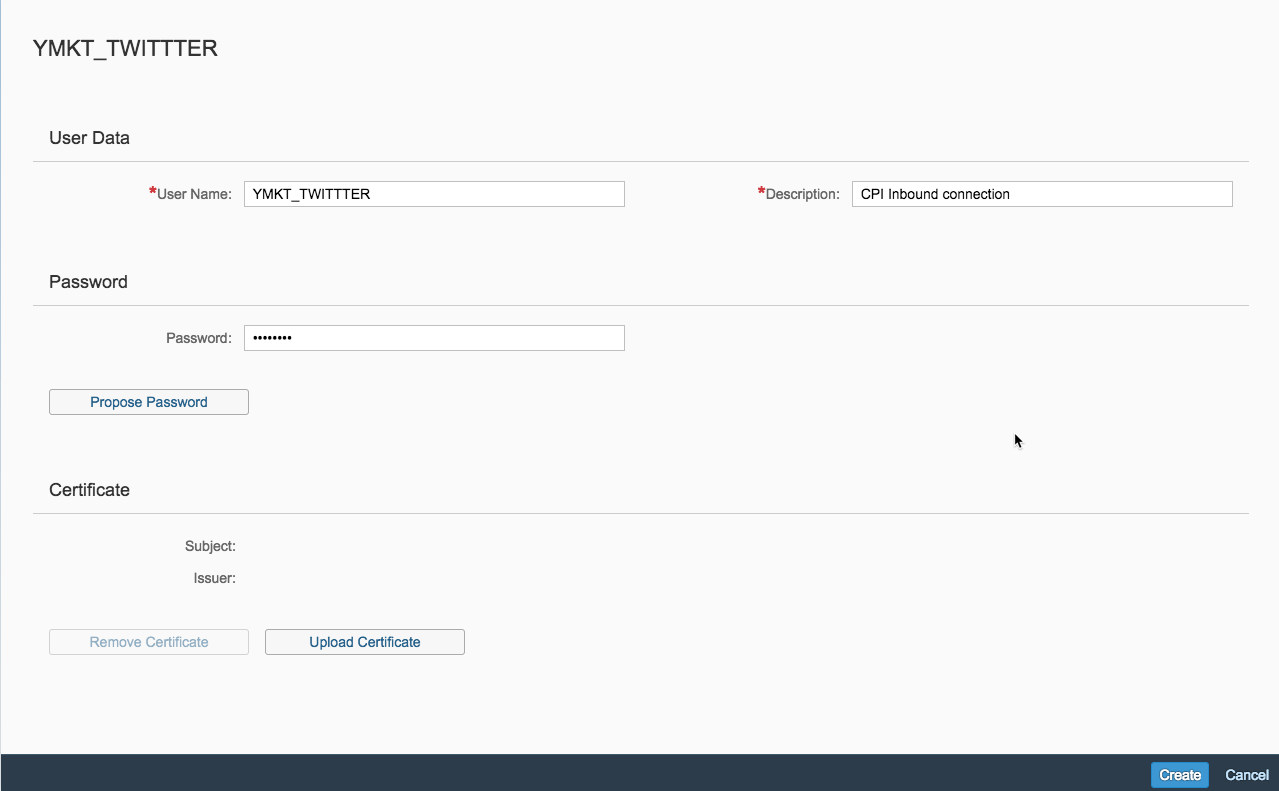 YMKT_TWITTTER
User Data
*User Name: YMKT_TWITTTER *Description: CPI Inbound connection
Password
Password: ••••••••
Propose Password
Certificate
Subject:
Issuer:
Remove Certificate Upload Certificate
Create Cancel